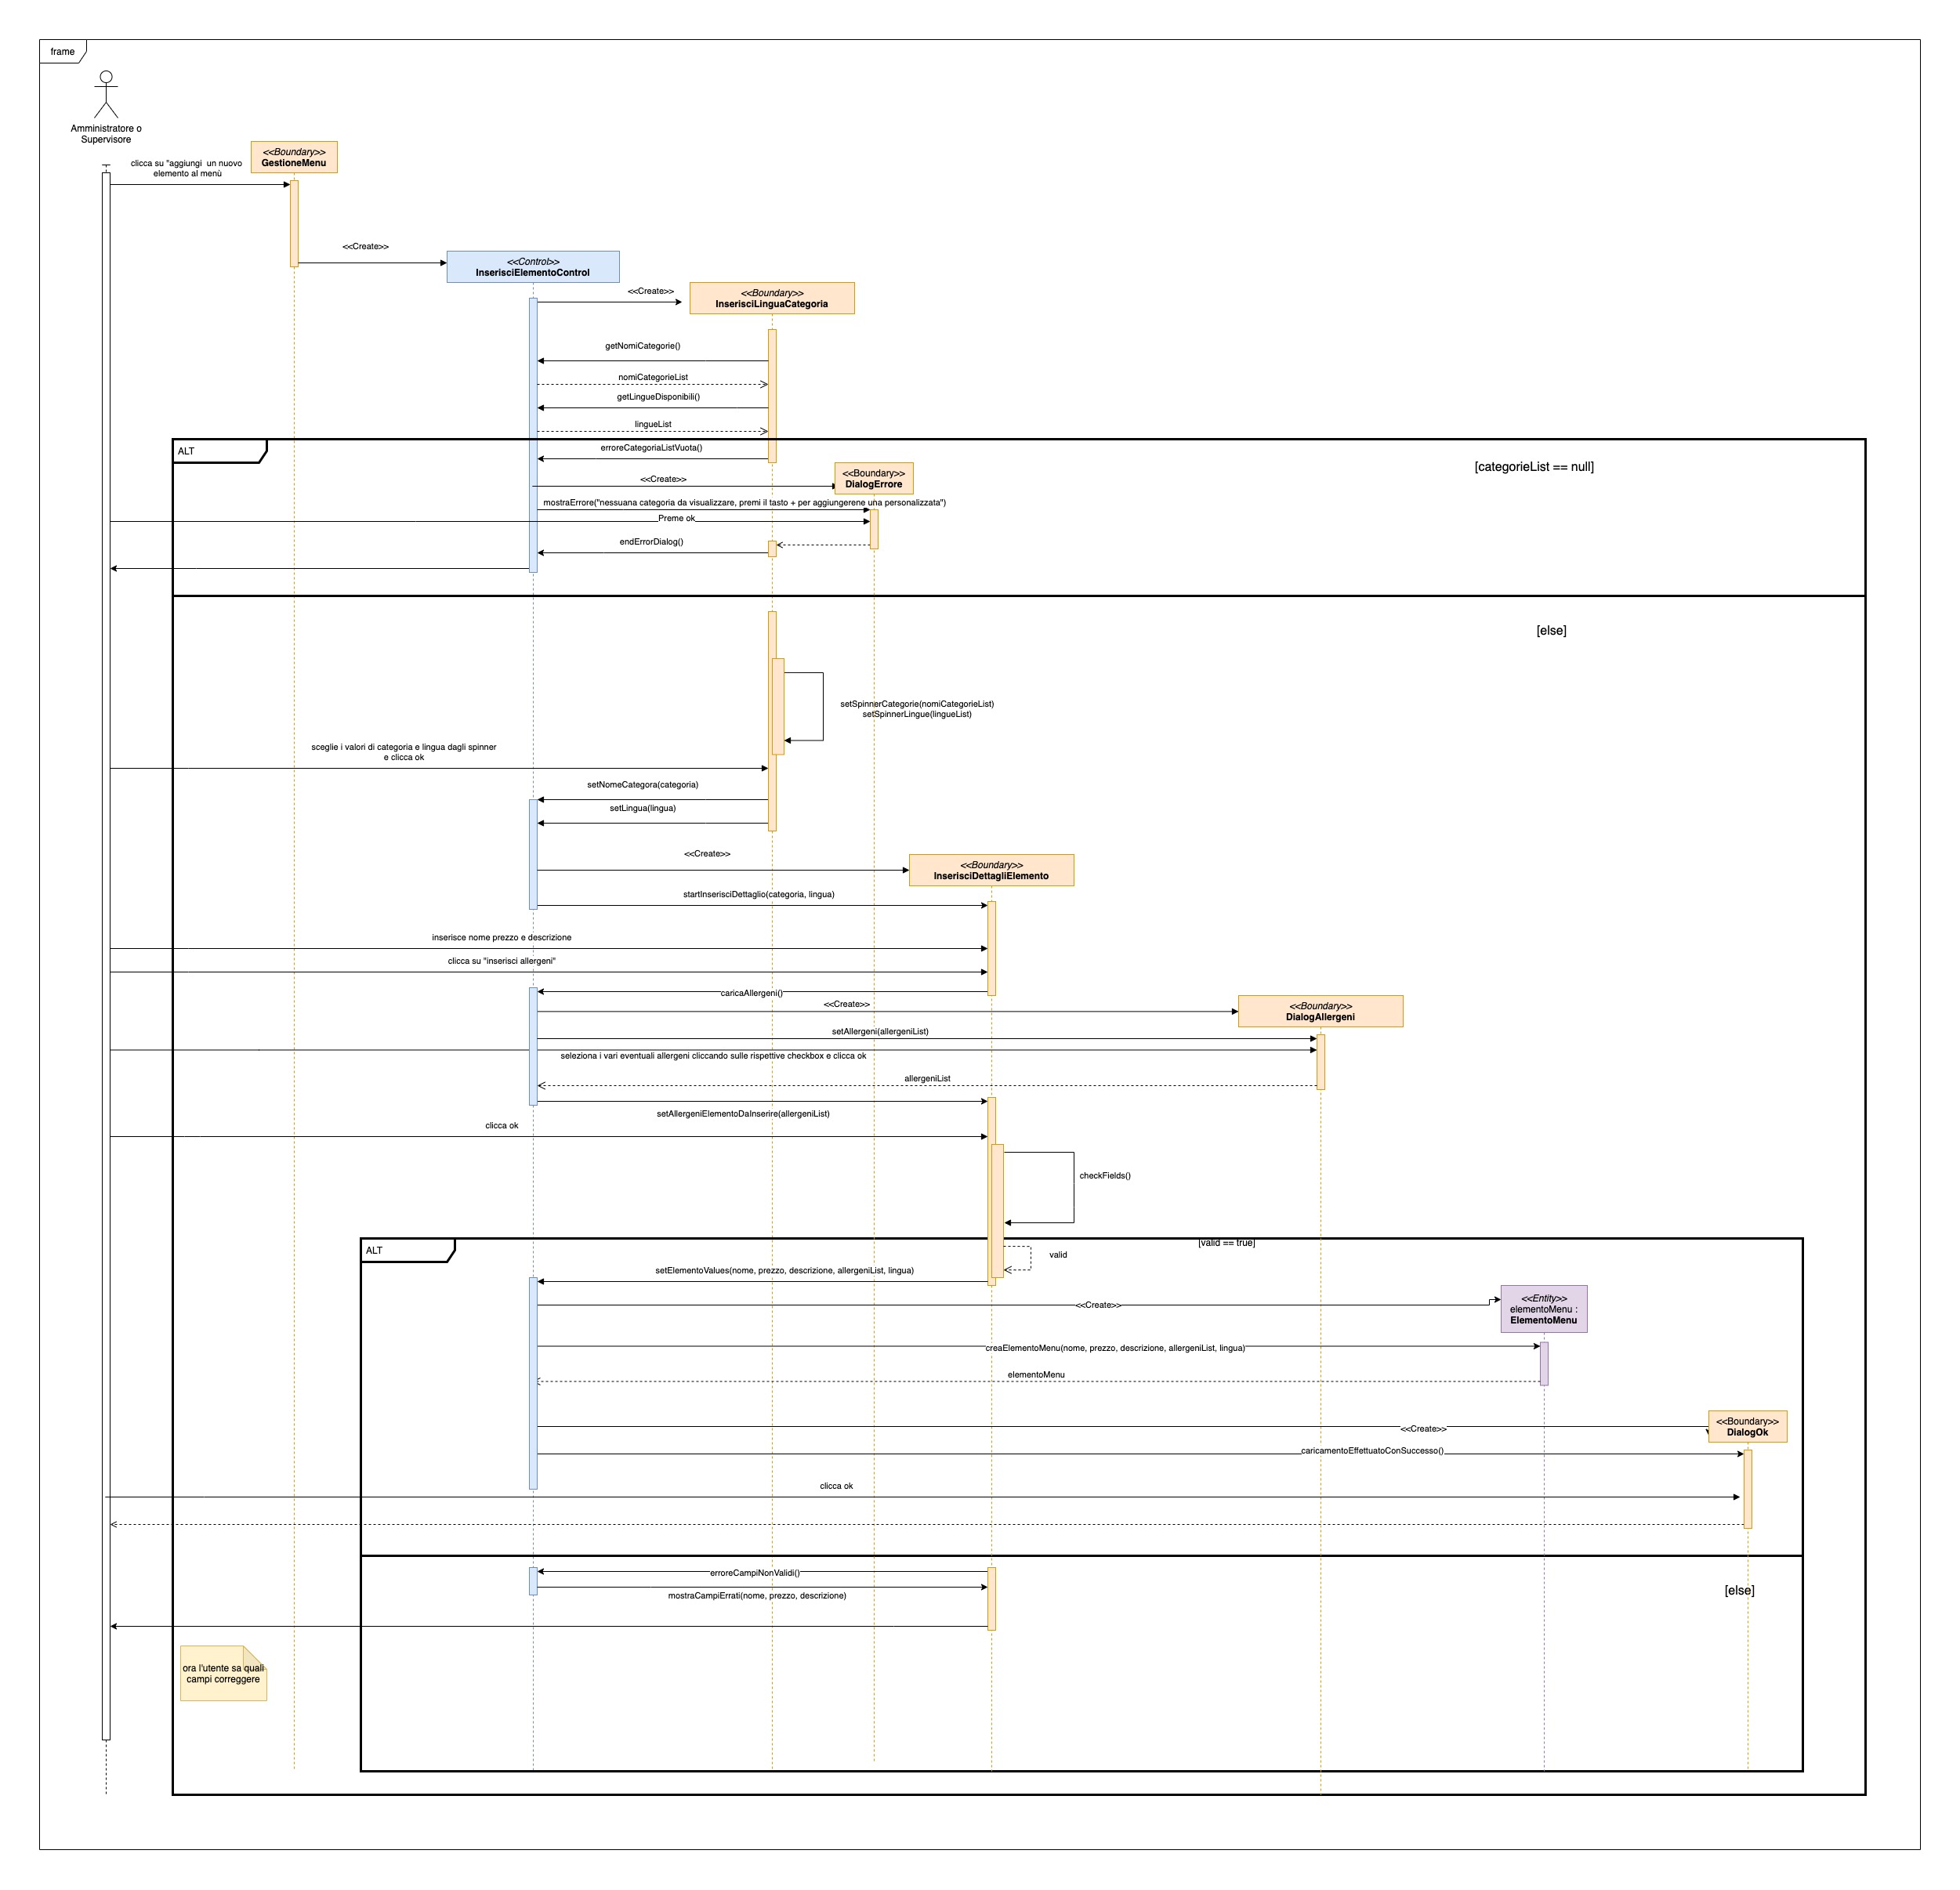 frame
Amministratore o
Supervisore
clicca su "aggiungi  un nuovo
elemento al menù
<<Boundary>>
GestioneMenu
<<Create>>
<<Control>>
InserisciElementoControl
<<Create>>
<<Boundary>>
InserisciLinguaCategoria
getNomiCategorie()
nomiCategorieList
getLingueDisponibili()
lingueList
ALT
erroreCategoriaListVuota()
[categorieList == null]
<<Create>>
<<Boundary>>
DialogErrore
mostraErrore("nessuana categoria da visualizzare, premi il tasto + per aggiungerene una personalizzata")
Preme ok
endErrorDialog()
[else]
setSpinnerCategorie(nomiCategorieList)
setSpinnerLingue(lingueList)
sceglie i valori di categoria e lingua dagli spinner
e clicca ok
setNomeCategora(categoria)
setLingua(lingua)
<<Create>>
<<Boundary>>
InserisciDettagliElemento
startInserisciDettaglio(categoria, lingua)
inserisce nome prezzo e descrizione
clicca su "inserisci allergeni"
caricaAllergeni()
<<Create>>
<<Boundary>>
DialogAllergeni
setAllergeni(allergeniList)
seleziona i vari eventuali allergeni cliccando sulle rispettive checkbox e clicca ok
allergeniList
setAllergeniElementoDaInserire(allergeniList)
clicca ok
checkFields()
ALT
[valid == true]
valid
setElementoValues(nome, prezzo, descrizione, allergeniList, lingua)
<<Create>>
<<Entity>>
elementoMenu :
ElementoMenu
creaElementoMenu(nome, prezzo, descrizione, allergeniList, lingua)
elementoMenu
<<Create>>
<<Boundary>>
DialogOk
caricamentoEffettuatoConSuccesso()
clicca ok
erroreCampiNonValidi()
[else]
mostraCampiErrati(nome, prezzo, descrizione)
ora l'utente sa quali
campi correggere